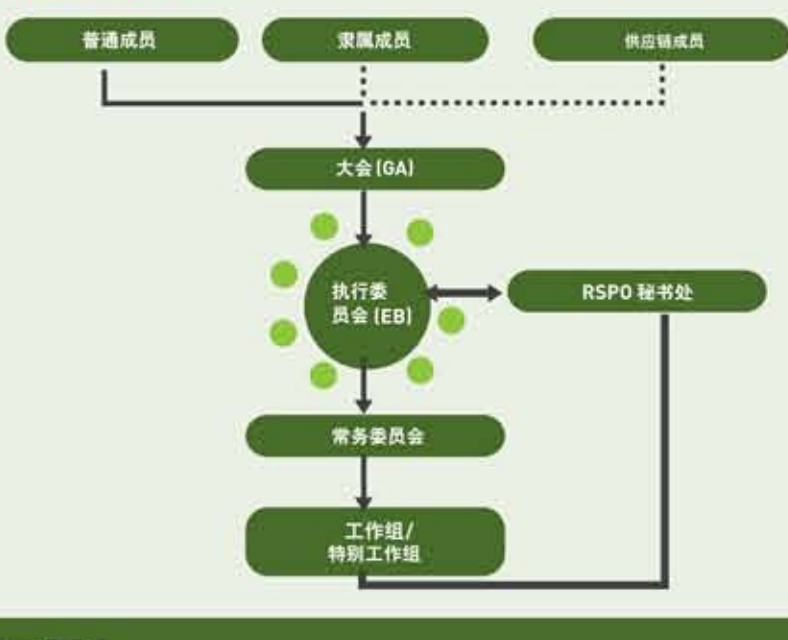 普通成员
隶属成员
供应链成员
大会(GA)
执行委
员会(EB)
RSPO 秘书处
常务委员会
工作组/
特别工作组